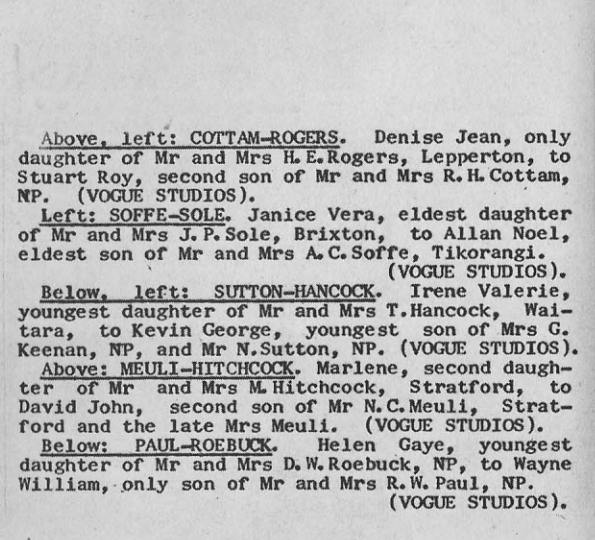 Above, left: COTTAM-ROGERS. Denise Jean, only
daughter of Mr and Mrs H.E.Rogers, Lepperton, to
Stuart Roy, second son of Mr and Mrs R.H.Cottam,
NP. (VOGUE STUDIOS).
Left: SOFFE-SOLE. Janice Vera, eldest daughter
of Mr and Mrs J.P.Sole, Brixton, to Allan Noel,
eldest son of Mr and Mrs A.C.Soffe, Tikorangi.
(VOGUE STUDIOS).
Below, left: SUTTON-HANCOCK. Irene Valerie,
youngest daughter of Mr and Mrs T.Hancock, Wai-
tara, to Kevin George, youngest son of Mrs G.
Keenan, NP, and Mr N.Sutton, NP. (VOGUE STUDIOS).
Above: MEULI-HITCHCOCK. Marlene, second daugh-
ter of Mr and Mrs M.Hitchcock, Stratford, to
David John, second son of Mr N.C.Meuli, Strat-
ford and the late Mrs Meuli. (VOGUE STUDIOS).
Below: PAUL-ROEBUCK. Helen Gaye, youngest
daughter of Mr and Mrs D.W.Roebuck, NP, to Wayne
William, only son of Mr and Mrs R.W.Paul, NP.
(VOGUE STUDIOS).